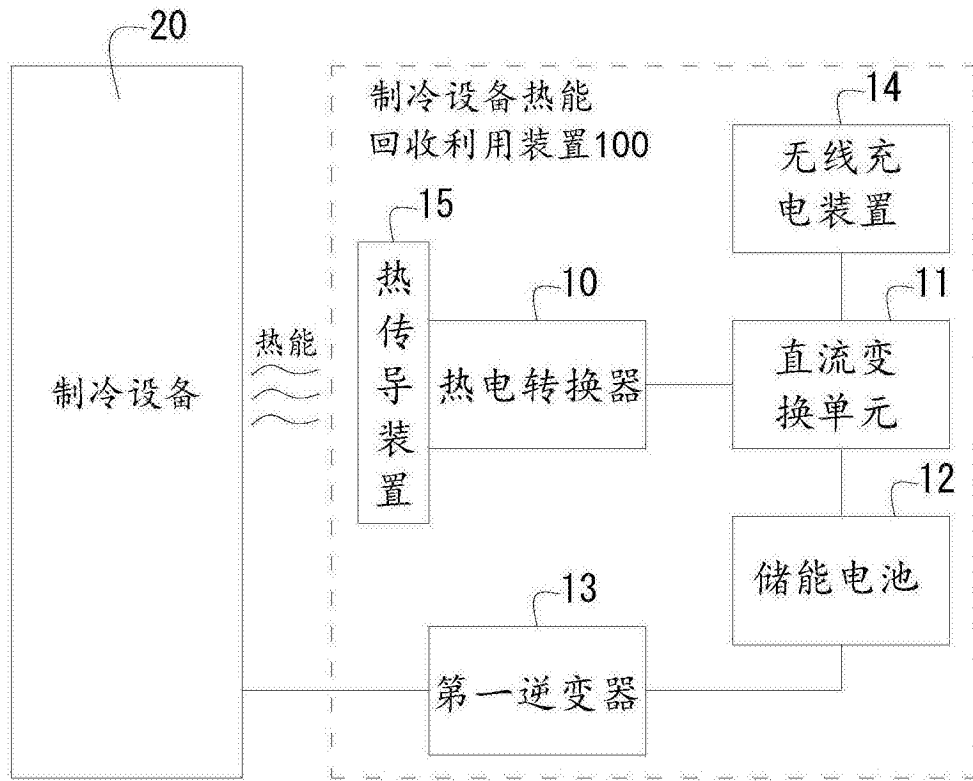 20
制冷设备
热能
制冷设备热能
回收利用装置100
15
热传导装置
10
热电转换器
14
无线充
电装置
11
直流变
换单元
12
储能电池
13
第一逆变器